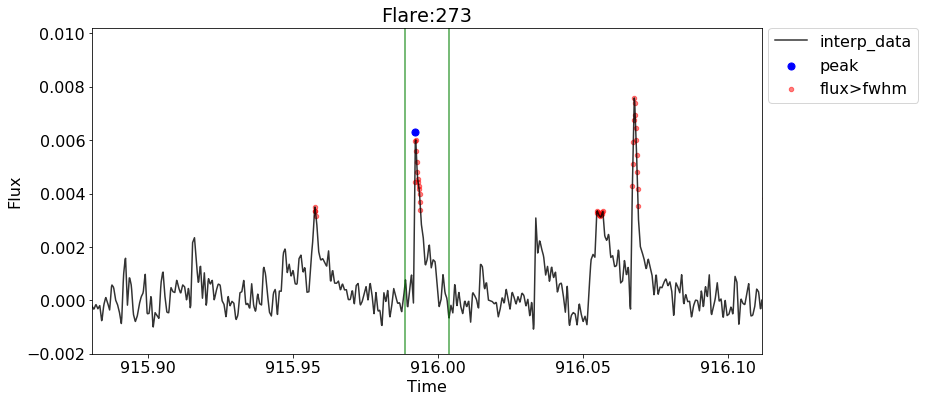 Flare:273
0.010
0.008
0.006
0.004
0.002
0.000
−0.002
Flux
915.90
915.95
916.00
916.05
916.10
Time
interp_data
peak
flux>fwhm